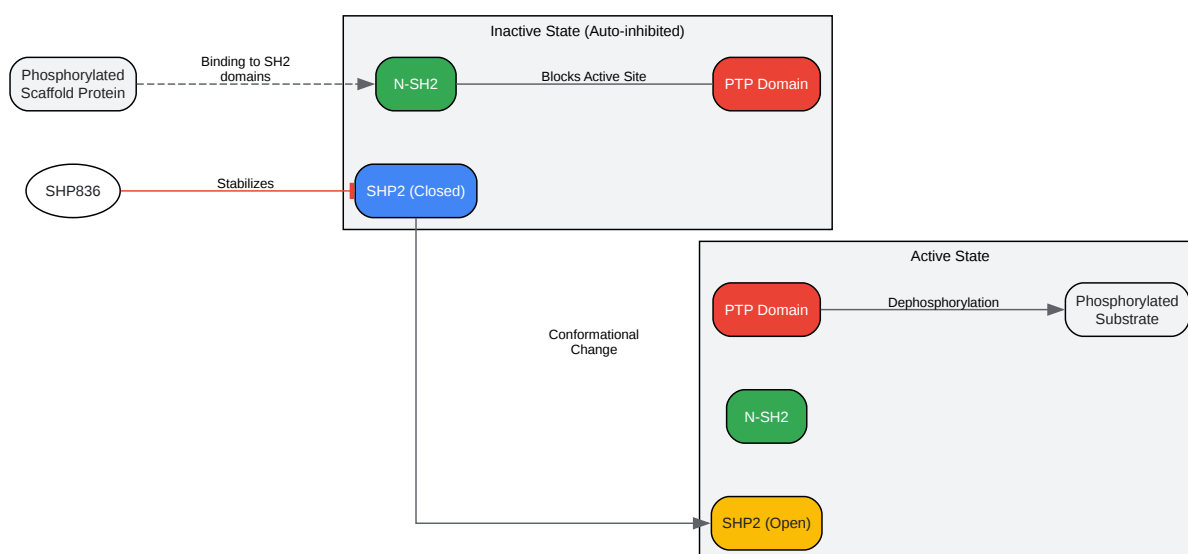 Inactive State (Auto-inhibited)
Phosphorylated
Scaffold Protein
Binding to SH2
domains
N-SH2
Blocks Active Site
PTP Domain
SHP836
Stabilizes
SHP2 (Closed)
Active State
Conformational
Change
PTP Domain
Dephosphorylation
Phosphorylated
Substrate
N-SH2
SHP2 (Open)